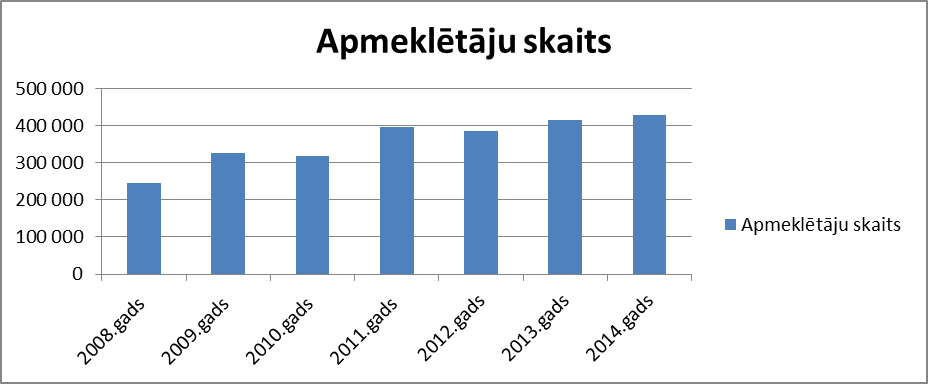 Apmeklētāju skaits
500 000
400 000
300 000
200 000
100 000
0
2008.gads
2009.gads
2010.gads
2011.gads
2012.gads
2013.gads
2014.gads
Apmeklētāju skaits